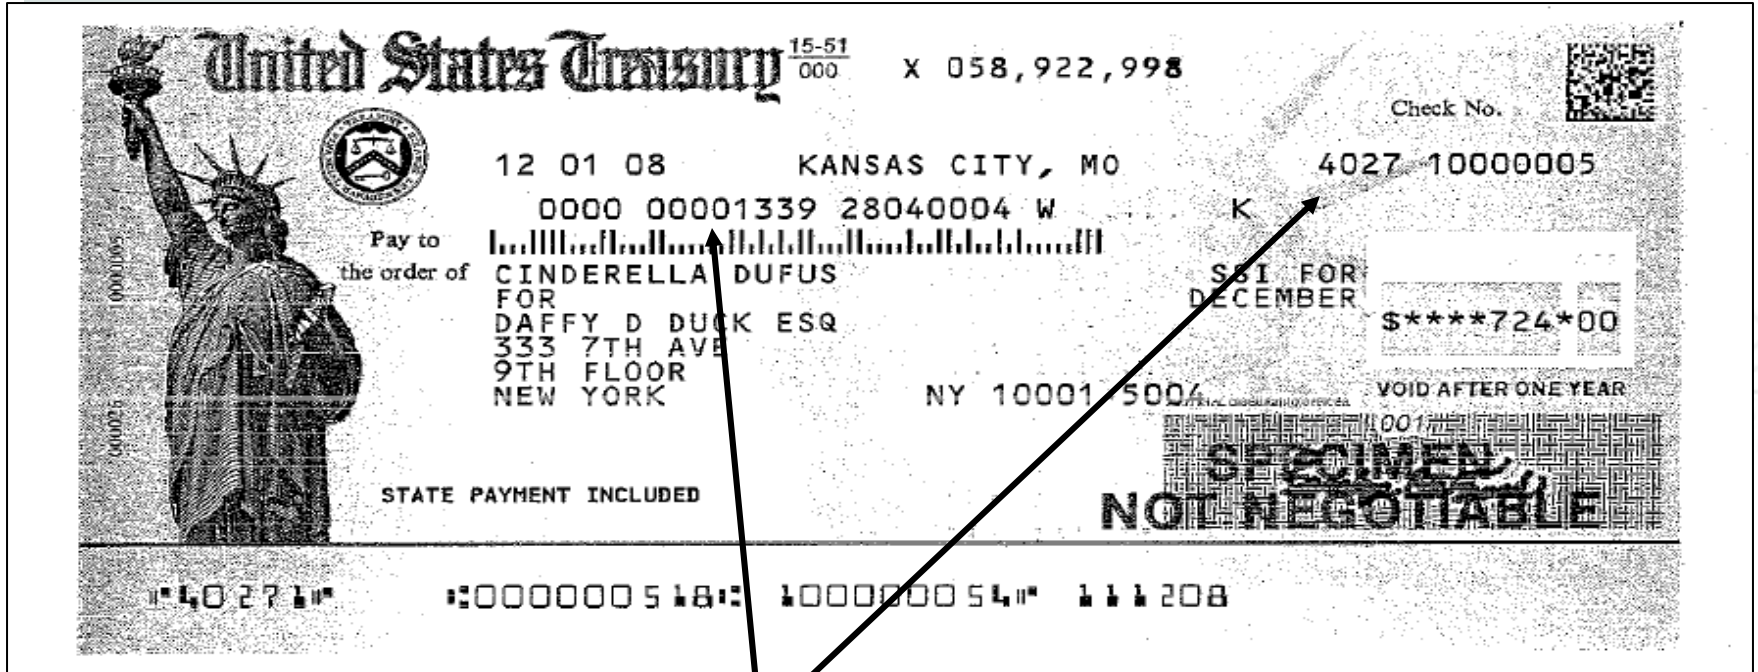 United States Treasury 15-51 000 X 058,922,998
Check No.
12 01 08 KANSAS CITY, MO 4027 10000005
0000 00001339 28040004 W K
Pay to
the order of CINDERELLA DUFUS SSI FOR
FOR DECEMBER
DAFFY D DUCK ESQ $****724*00
333 7TH AVE
9TH FLOOR
NEW YORK NY 10001 5004 VOID AFTER ONE YEAR
001
SPECIMEN
STATE PAYMENT INCLUDED
NOT NEGOTIABLE
⑈40271⑈ ⑆000000518⑆ 100000054⑈ 111208